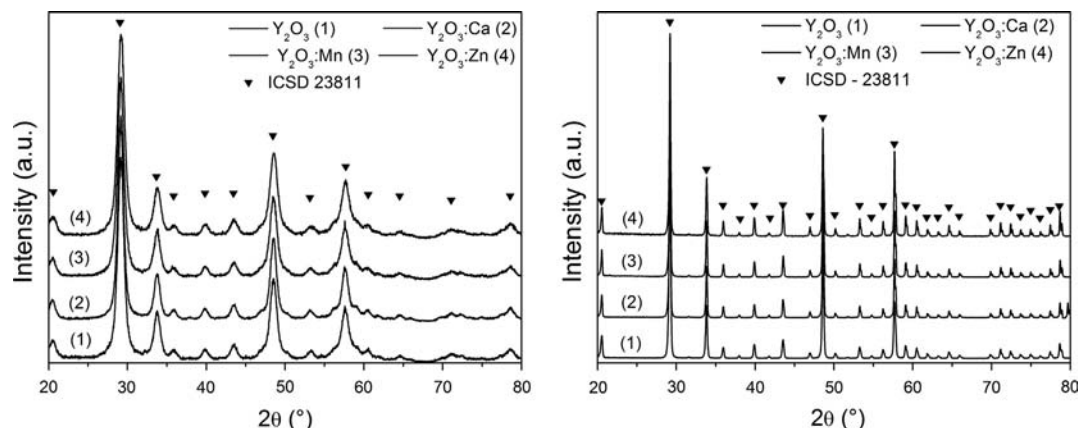 Y₂O₃ (1) Y₂O₃:Ca (2)
Y₂O₃:Mn (3) Y₂O₃:Zn (4)
ICSD 23811
(4)
(3)
(2)
(1)
Intensity (a.u.)
20 30 40 50 60 70 80
2θ (°)
Y₂O₃ (1) Y₂O₃:Ca (2)
Y₂O₃:Mn (3) Y₂O₃:Zn (4)
ICSD - 23811
(4)
(3)
(2)
(1)
Intensity (a.u.)
20 30 40 50 60 70 80
2θ (°)